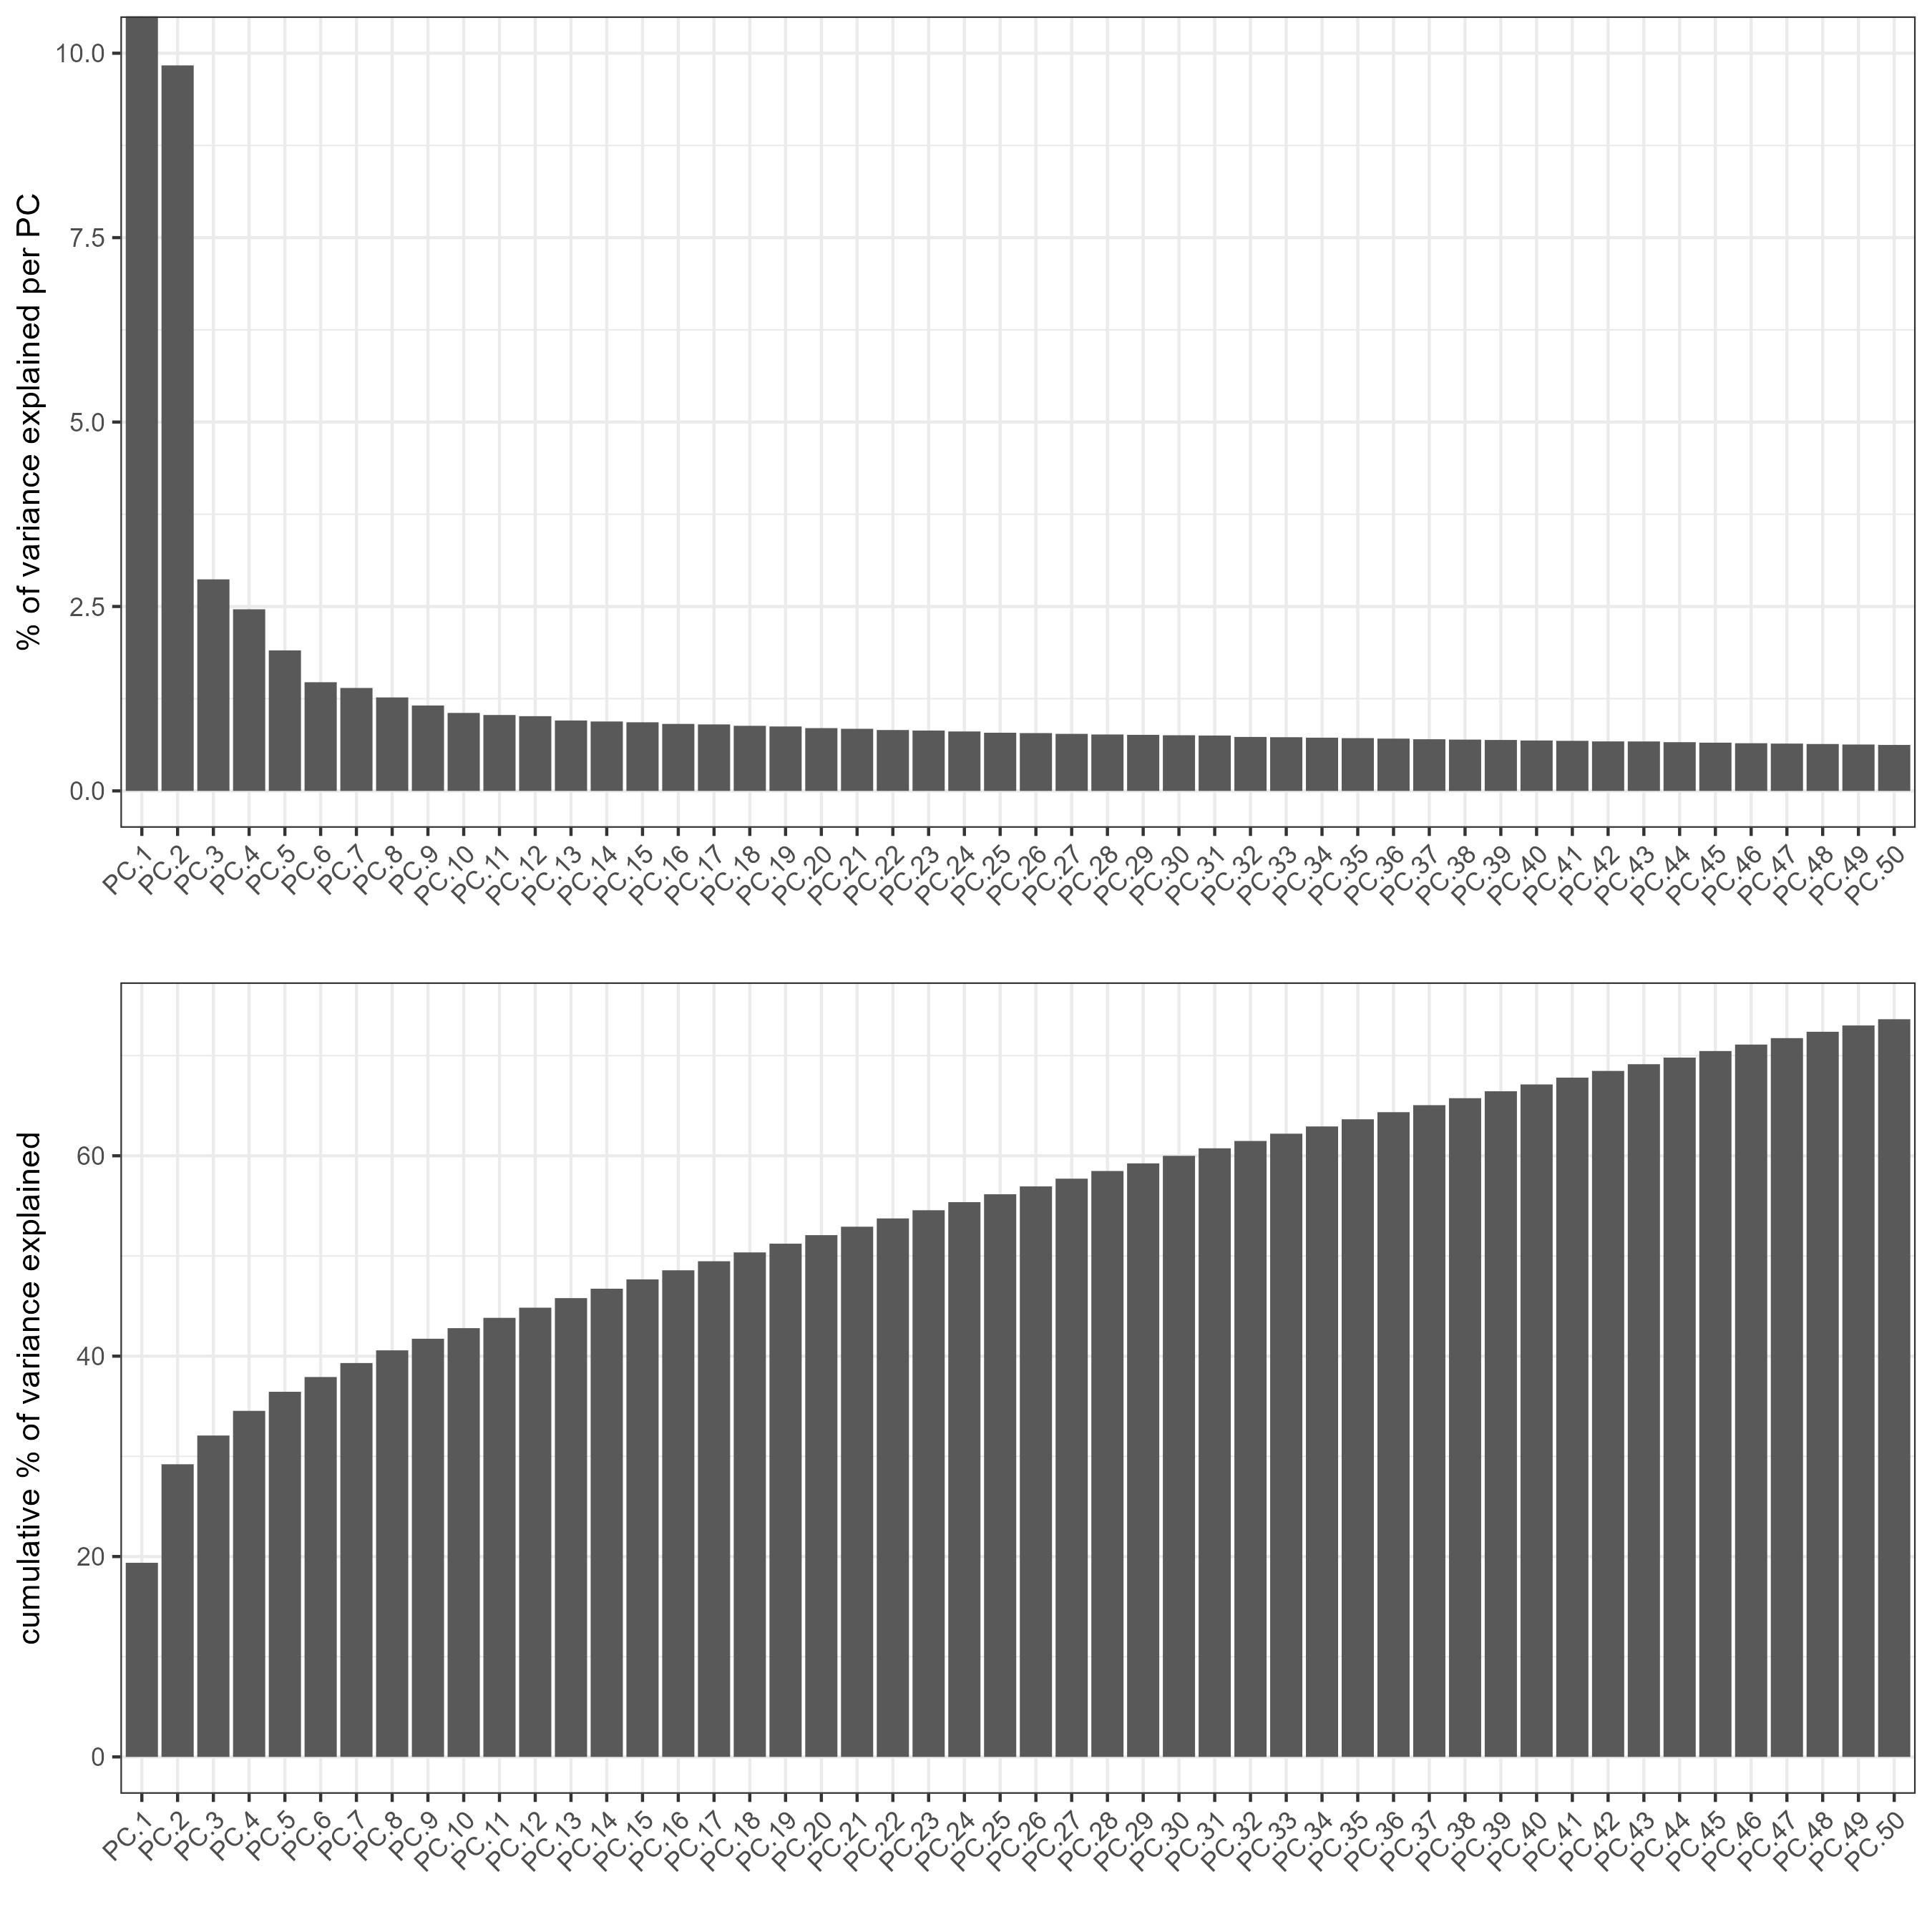 % of variance explained per PC
10.0
7.5
5.0
2.5
0.0
PC.1
PC.2
PC.3
PC.4
PC.5
PC.6
PC.7
PC.8
PC.9
PC.10
PC.11
PC.12
PC.13
PC.14
PC.15
PC.16
PC.17
PC.18
PC.19
PC.20
PC.21
PC.22
PC.23
PC.24
PC.25
PC.26
PC.27
PC.28
PC.29
PC.30
PC.31
PC.32
PC.33
PC.34
PC.35
PC.36
PC.37
PC.38
PC.39
PC.40
PC.41
PC.42
PC.43
PC.44
PC.45
PC.46
PC.47
PC.48
PC.49
PC.50
cumulative % of variance explained
60
40
20
0
PC.1
PC.2
PC.3
PC.4
PC.5
PC.6
PC.7
PC.8
PC.9
PC.10
PC.11
PC.12
PC.13
PC.14
PC.15
PC.16
PC.17
PC.18
PC.19
PC.20
PC.21
PC.22
PC.23
PC.24
PC.25
PC.26
PC.27
PC.28
PC.29
PC.30
PC.31
PC.32
PC.33
PC.34
PC.35
PC.36
PC.37
PC.38
PC.39
PC.40
PC.41
PC.42
PC.43
PC.44
PC.45
PC.46
PC.47
PC.48
PC.49
PC.50